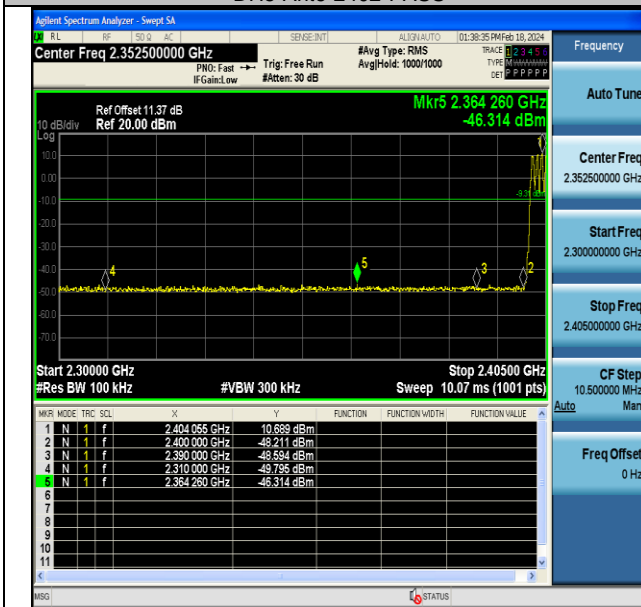 Agilent Spectrum Analyzer - Swept SA
RL RF 50 Ω AC SENSE:INT ALIGN AUTO 01:38:35 PM Feb 18, 2024
Center Freq 2.352500000 GHz #Avg Type: RMS TRACE 1 2 3 4 5 6
PNO: Fast Trig: Free Run Avg|Hold: 1000/1000 TYPE M
IFGain:Low #Atten: 30 dB DET P P P P P P
Frequency
Auto Tune
Ref Offset 11.37 dB Mkr5 2.364 260 GHz
10 dB/div Ref 20.00 dBm -46.314 dBm
Log
10.0
0.00
-9.31 dBm
-10.0
-20.0
-30.0
-40.0
-50.0
-60.0
-70.0
4
5
3
2
Start 2.30000 GHz Stop 2.40500 GHz
#Res BW 100 kHz #VBW 300 kHz Sweep 10.07 ms (1001 pts)
Center Freq
2.352500000 GHz
Start Freq
2.300000000 GHz
Stop Freq
2.405000000 GHz
CF Step
10.500000 MHz
Auto Man
Freq Offset
0 Hz
MKR MODE TRC SCL X Y FUNCTION FUNCTION WIDTH FUNCTION VALUE
1 N 1 f 2.404 055 GHz 10.689 dBm
2 N 1 f 2.400 000 GHz -48.211 dBm
3 N 1 f 2.390 000 GHz -48.594 dBm
4 N 1 f 2.310 000 GHz -49.795 dBm
5 N 1 f 2.364 260 GHz -46.314 dBm
6
7
8
9
10
11
MSG STATUS